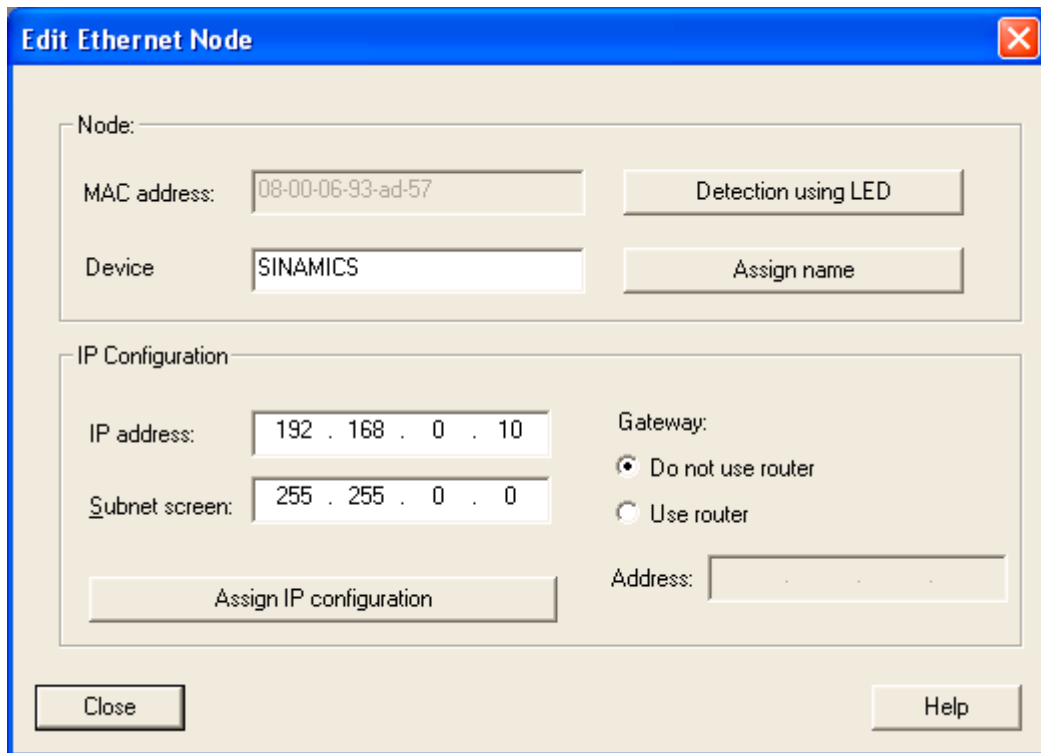 Edit Ethernet Node
Node:
MAC address: 08-00-06-93-ad-57 Detection using LED
Device SINAMICS Assign name
IP Configuration
IP address: 192 . 168 . 0 . 10
Gateway:
Do not use router
Subnet screen: 255 . 255 . 0 . 0
Use router
Address: . . .
Assign IP configuration
Close Help